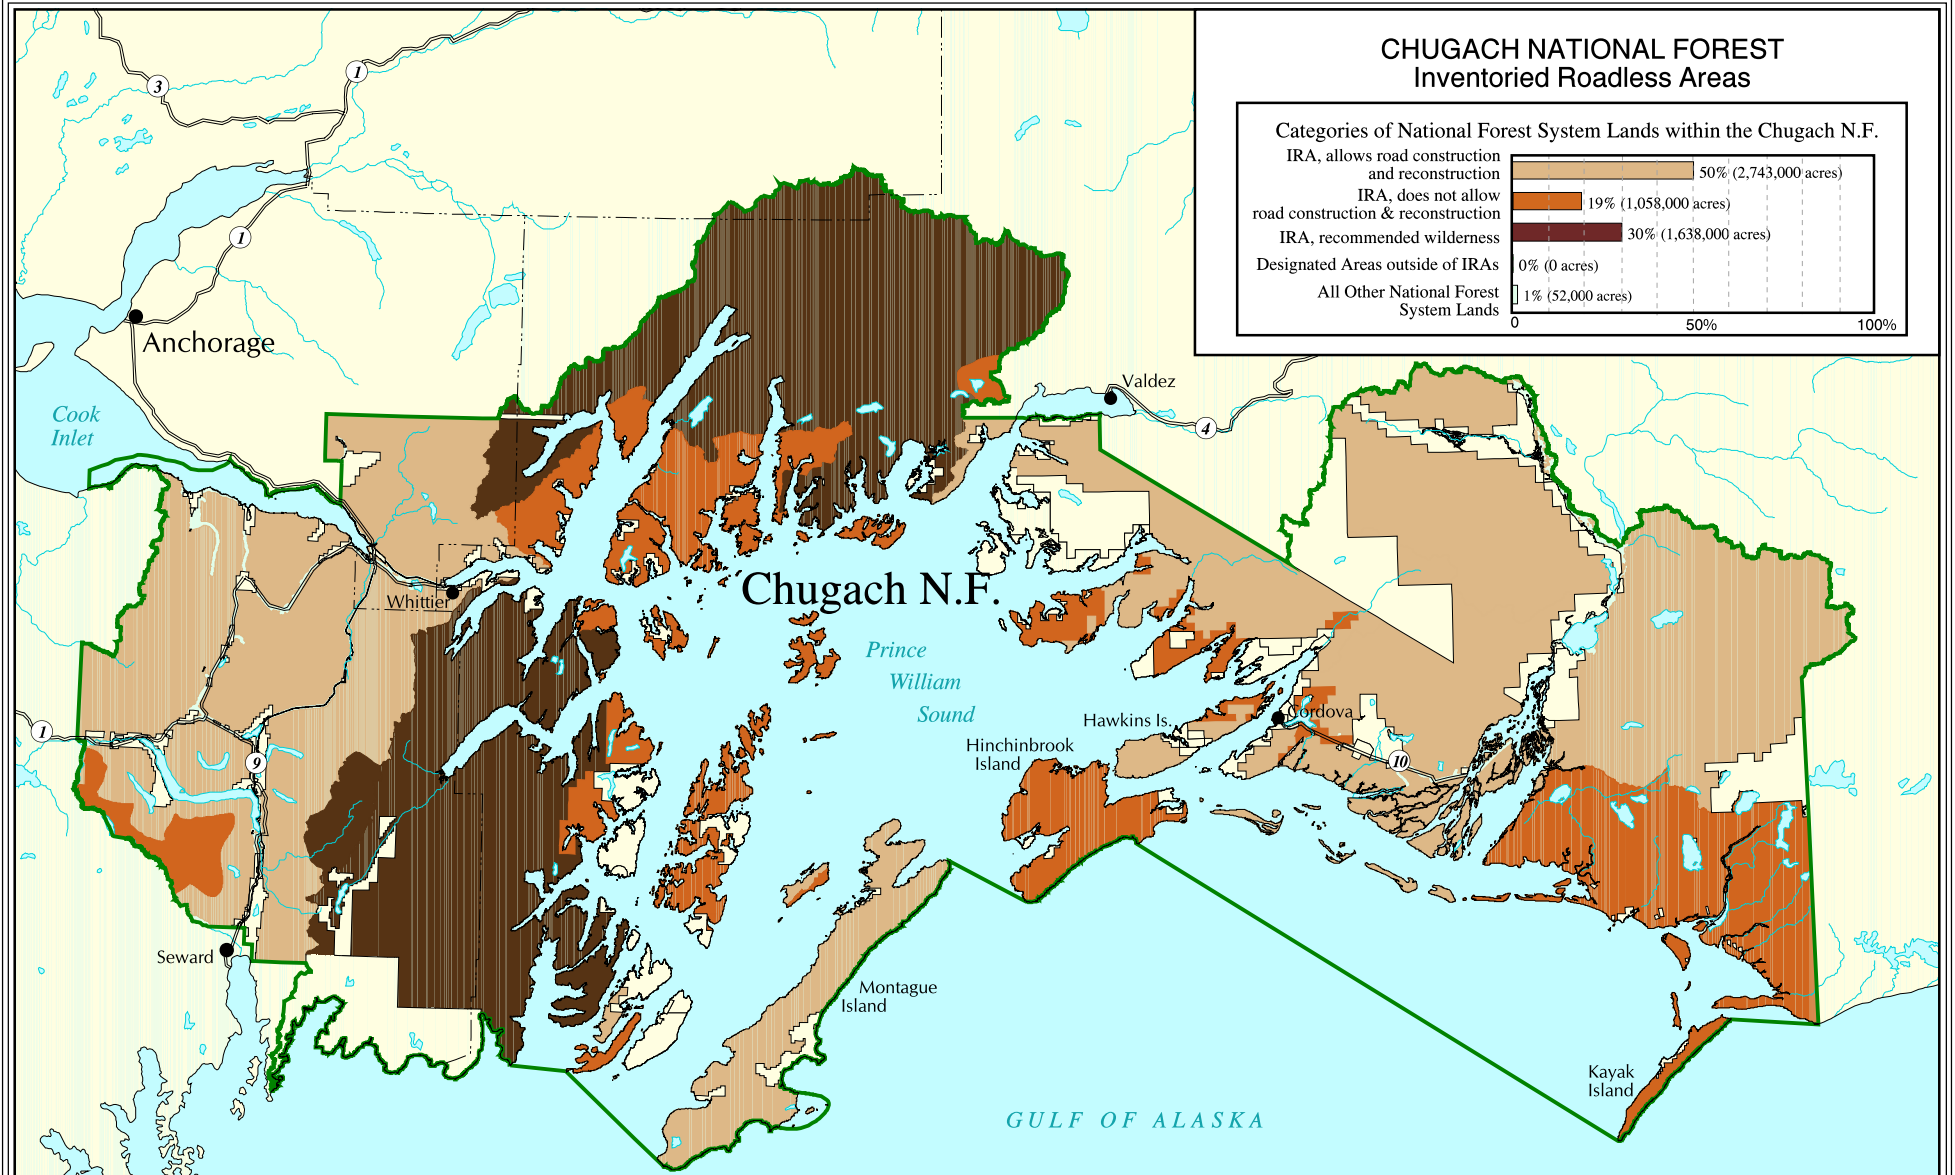 CHUGACH NATIONAL FOREST
Inventoried Roadless Areas
Categories of National Forest System Lands within the Chugach N.F.
IRA, allows road construction
and reconstruction
50% (2,743,000 acres)
IRA, does not allow
road construction & reconstruction
19% (1,058,000 acres)
IRA, recommended wilderness
30% (1,638,000 acres)
Designated Areas outside of IRAs
0% (0 acres)
All Other National Forest
System Lands
1% (52,000 acres)
0 50% 100%
3
1
1
Anchorage
Cook
Inlet
Valdez
4
Whittier
Chugach N.F.
Prince
William
Sound
1
9
Hawkins Is.
Cordova
Hinchinbrook
Island
10
Seward
Montague
Island
Kayak
Island
GULF OF ALASKA